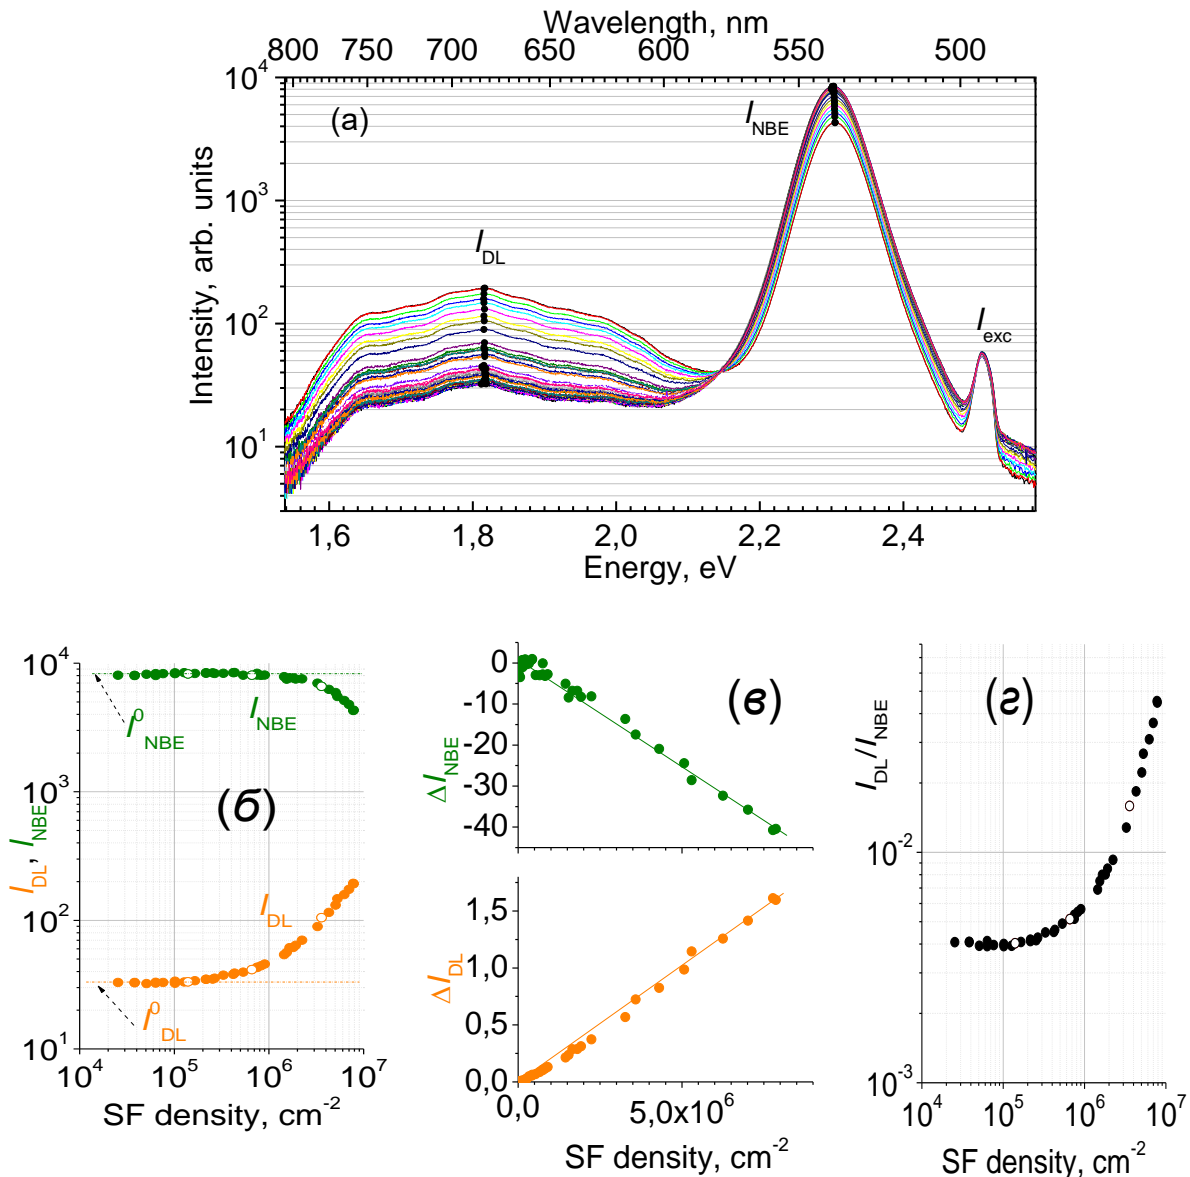 Wavelength, nm
800 750 700 650 600 550 500
(а)
I_NBE
I_DL
I_exc
10^4
10^3
10^2
10^1
Intensity, arb. units
1,6 1,8 2,0 2,2 2,4
Energy, eV
10^4
10^3
10^2
10^1
I_DL, I_NBE
I^0_NBE
I_NBE
(б)
I_DL
I^0_DL
10^4 10^5 10^6 10^7
SF density, cm^-2
0
-10
-20
-30
-40
ΔI_NBE
(в)
1,5
1,0
0,5
0,0
ΔI_DL
0,0 5,0x10^6
SF density, cm^-2
I_DL/I_NBE
(г)
10^-2
10^-3
10^4 10^5 10^6 10^7
SF density, cm^-2